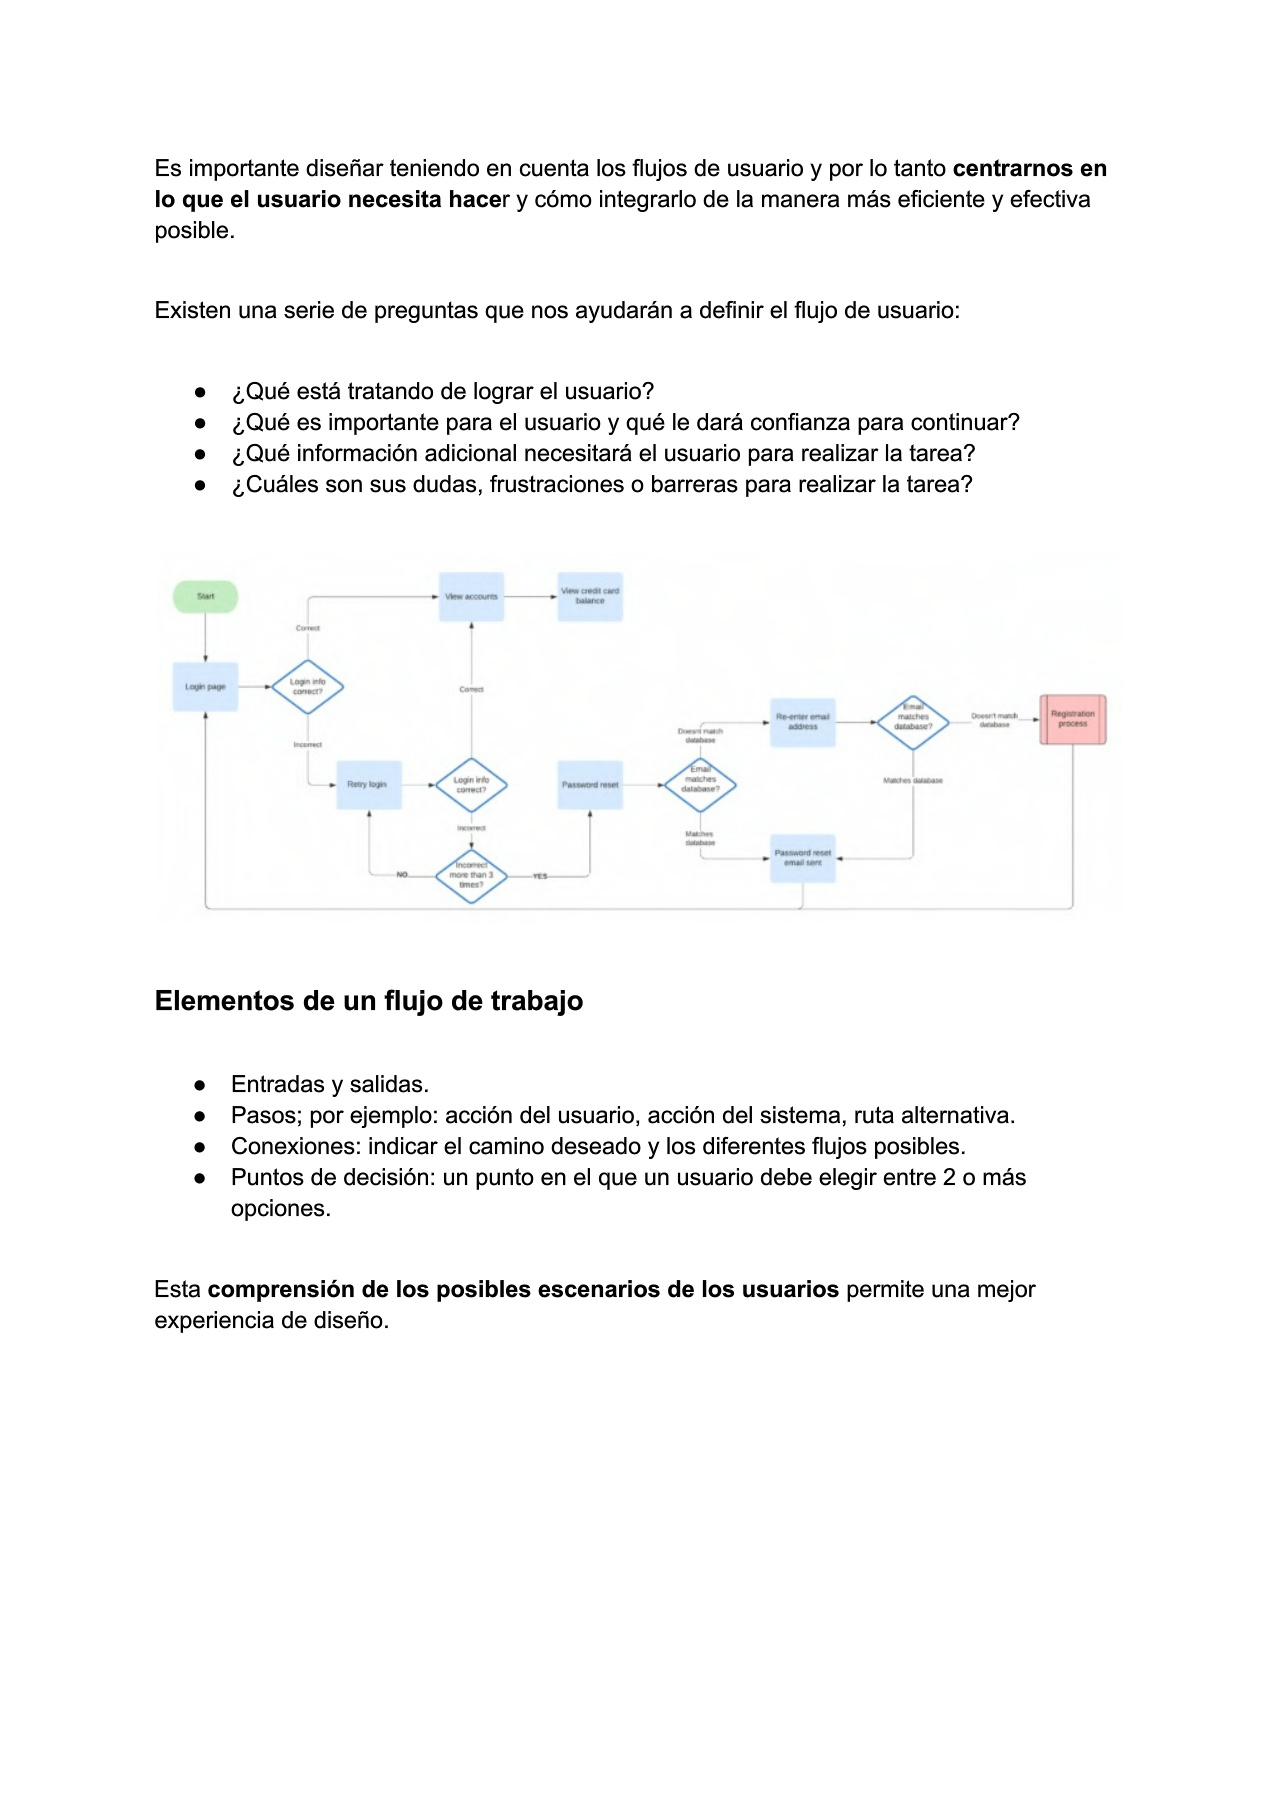 Es importante diseñar teniendo en cuenta los flujos de usuario y por lo tanto centrarnos en
lo que el usuario necesita hacer y cómo integrarlo de la manera más eficiente y efectiva
posible.
Existen una serie de preguntas que nos ayudarán a definir el flujo de usuario:
● ¿Qué está tratando de lograr el usuario?
● ¿Qué es importante para el usuario y qué le dará confianza para continuar?
● ¿Qué información adicional necesitará el usuario para realizar la tarea?
● ¿Cuáles son sus dudas, frustraciones o barreras para realizar la tarea?
Start
Login page
Login info
correct?
Correct
Incorrect
View accounts
View credit card
balance
Retry login
Login info
correct?
Correct
Incorrect
Incorrect
more than 3
times?
NO
YES
Password reset
Email
matches
database?
Doesn't match
database
Matches
database
Re-enter email
address
Password reset
email sent
Email
matches
database?
Matches database
Doesn't match
database
Registration
process
Elementos de un flujo de trabajo
● Entradas y salidas.
● Pasos; por ejemplo: acción del usuario, acción del sistema, ruta alternativa.
● Conexiones: indicar el camino deseado y los diferentes flujos posibles.
● Puntos de decisión: un punto en el que un usuario debe elegir entre 2 o más
opciones.
Esta comprensión de los posibles escenarios de los usuarios permite una mejor
experiencia de diseño.